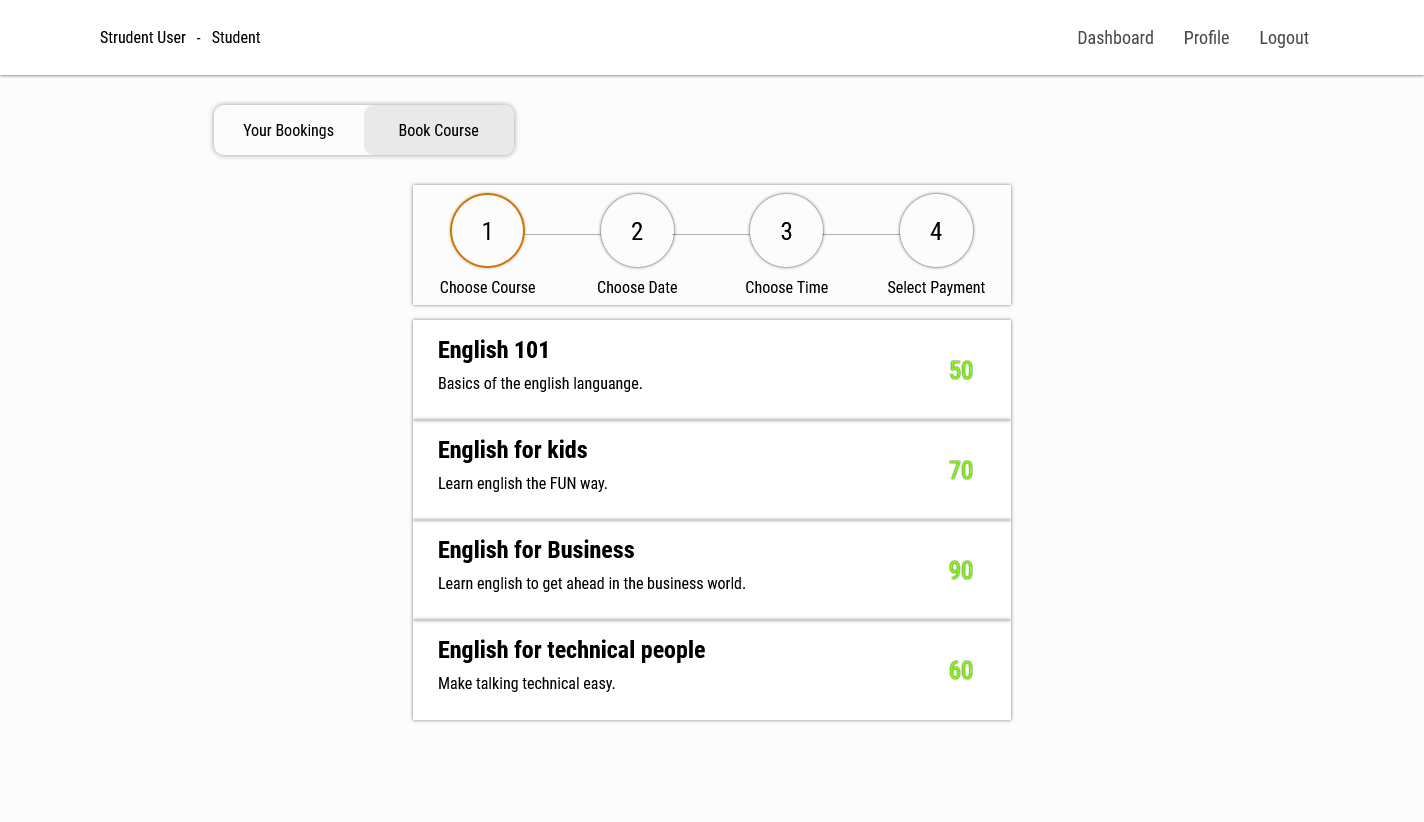 Strudent User - Student
Dashboard Profile Logout
Your Bookings Book Course
1 2 3 4
Choose Course Choose Date Choose Time Select Payment
English 101
Basics of the english languange.
50
English for kids
Learn english the FUN way.
70
English for Business
Learn english to get ahead in the business world.
90
English for technical people
Make talking technical easy.
60